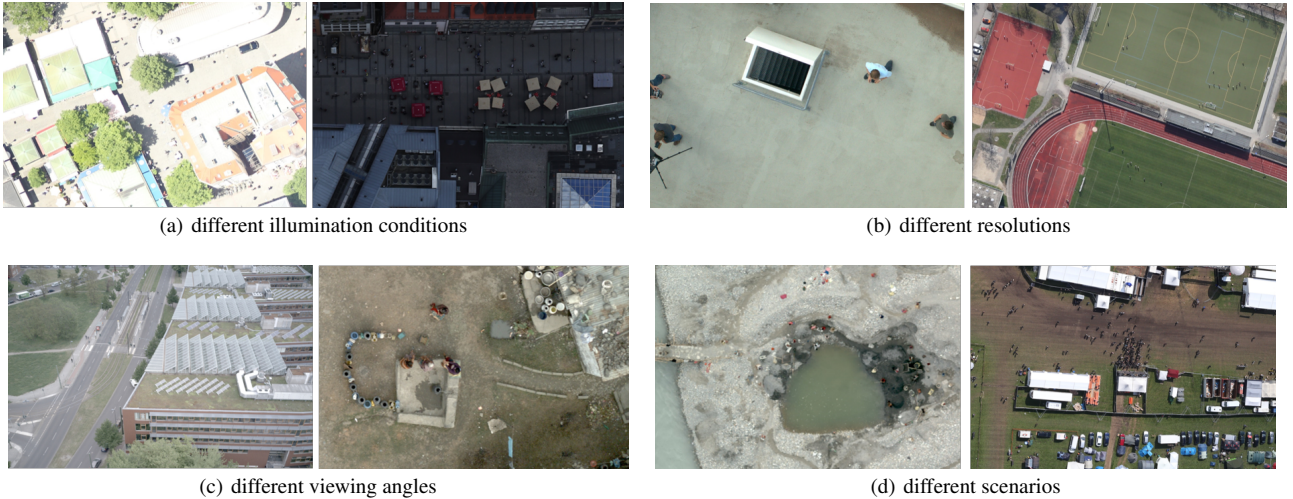 (a) different illumination conditions
(b) different resolutions
(c) different viewing angles
(d) different scenarios